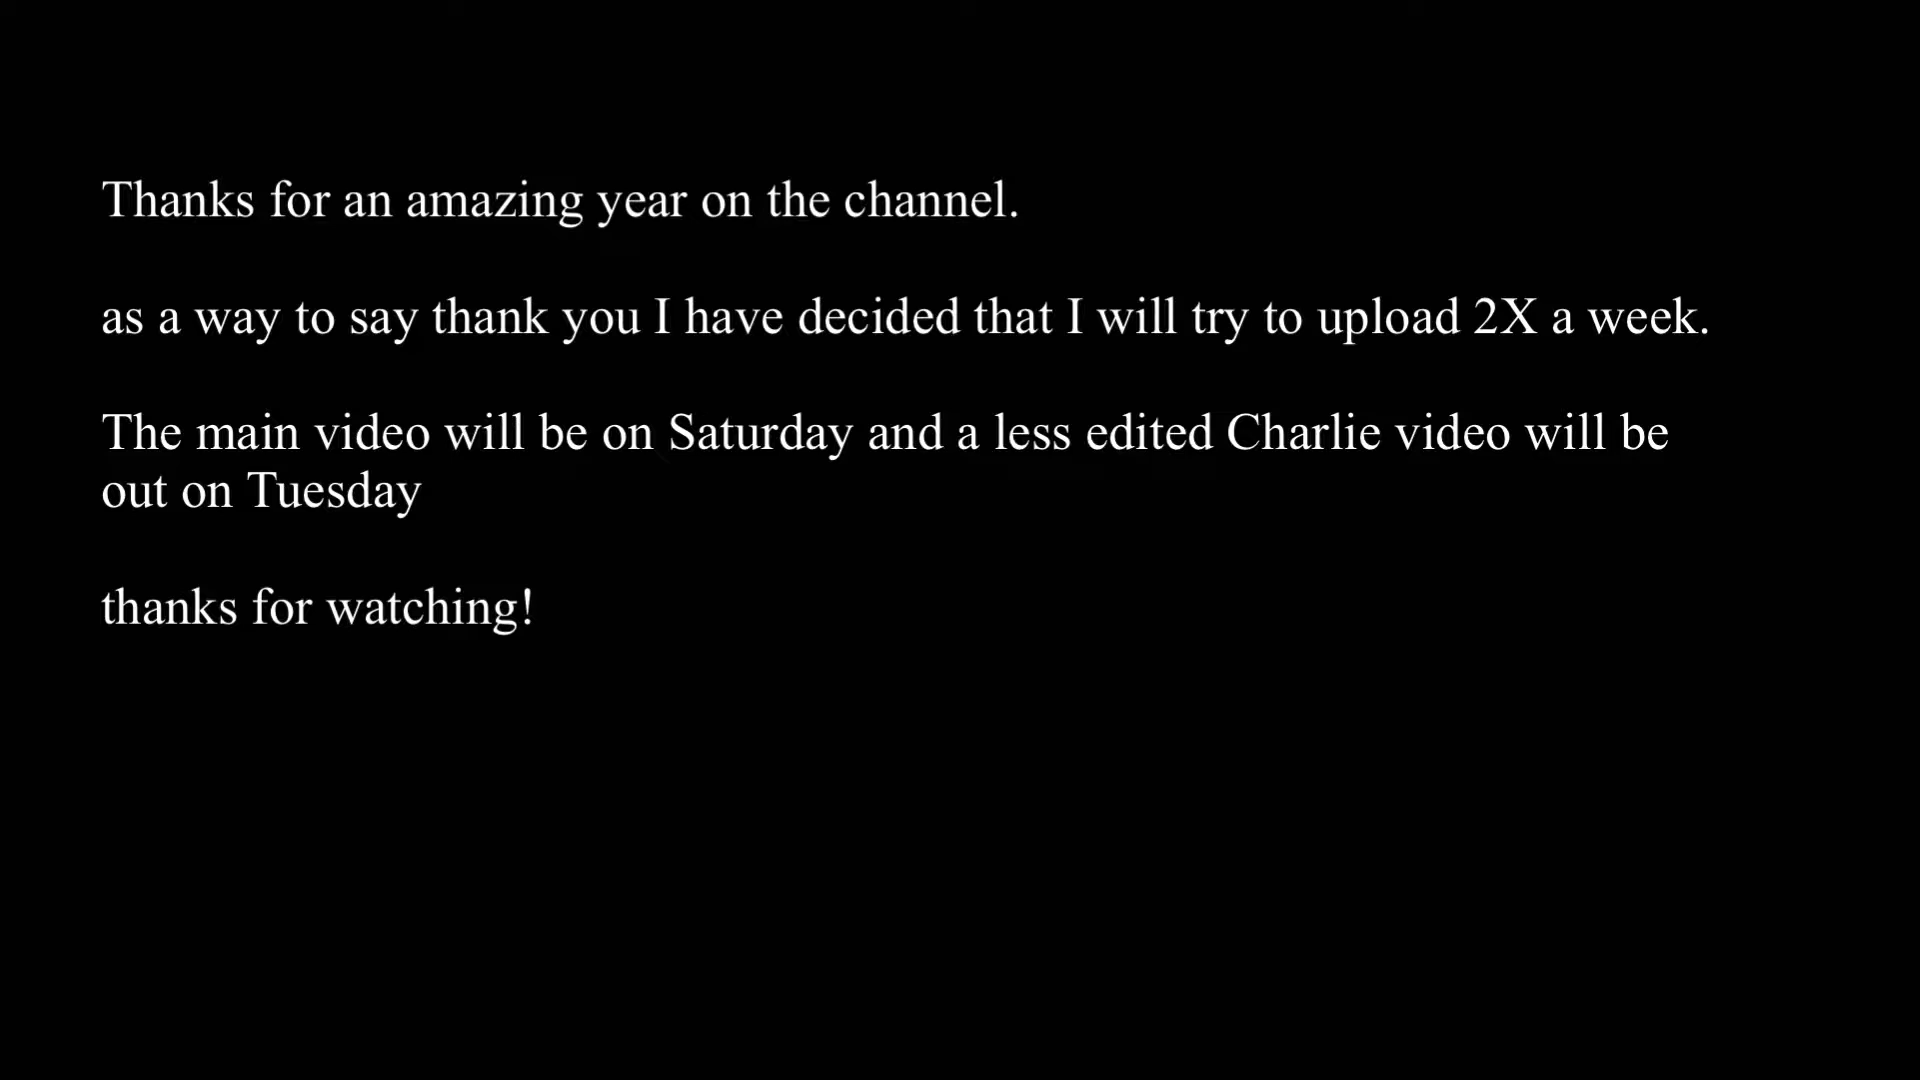 Thanks for an amazing year on the channel.
as a way to say thank you I have decided that I will try to upload 2X a week.
The main video will be on Saturday and a less edited Charlie video will be
out on Tuesday
thanks for watching!